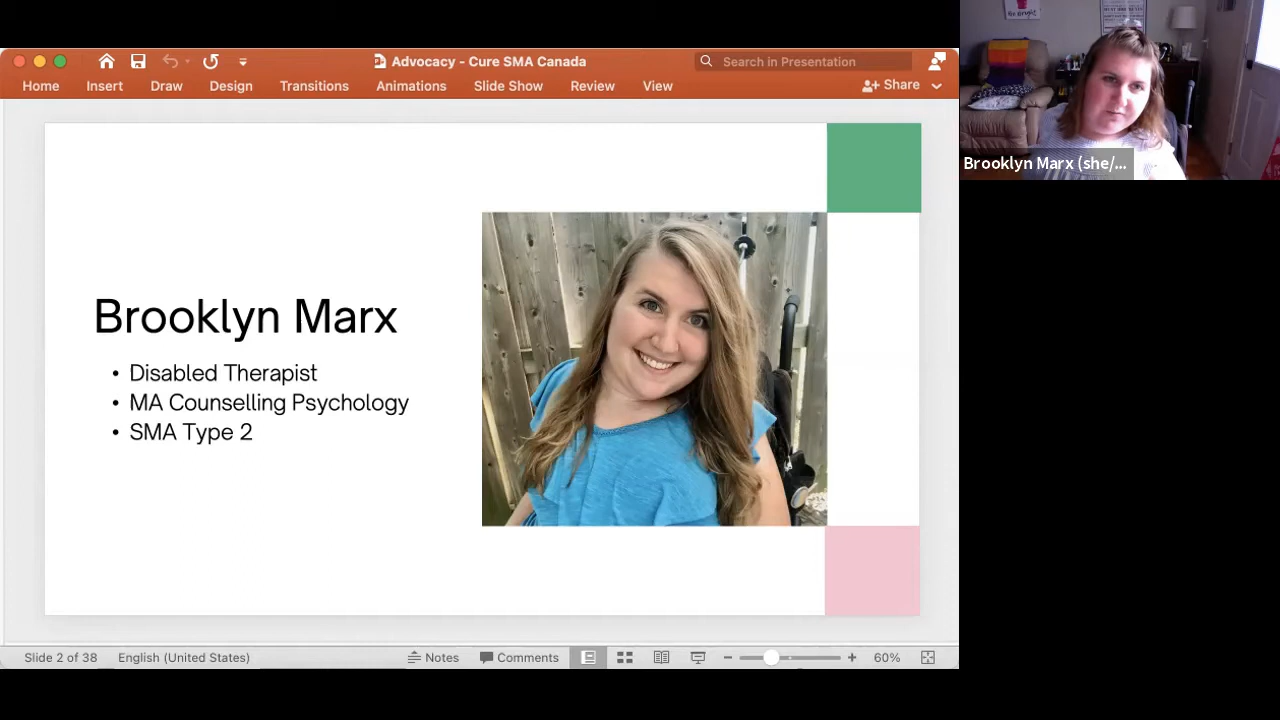 Advocacy - Cure SMA Canada
Search in Presentation
Home Insert Draw Design Transitions Animations Slide Show Review View Share
Brooklyn Marx (she/...
Brooklyn Marx
• Disabled Therapist
• MA Counselling Psychology
• SMA Type 2
Slide 2 of 38 English (United States) Notes Comments 60%